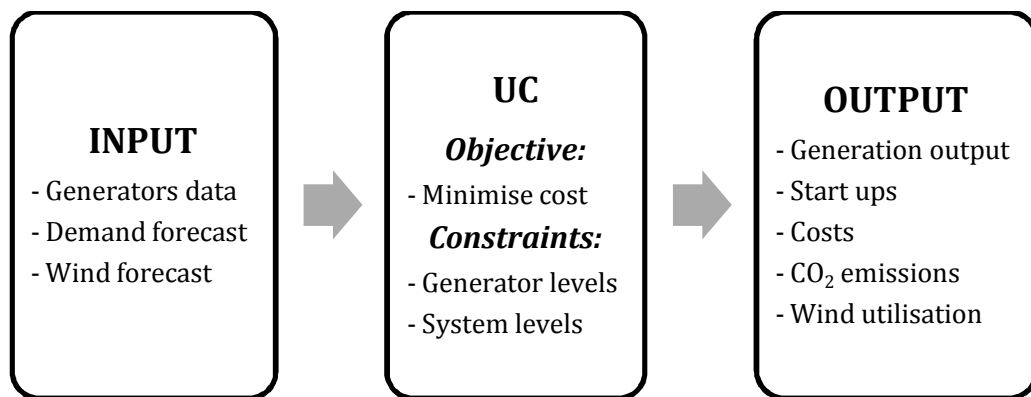 INPUT
- Generators data
- Demand forecast
- Wind forecast
UC
Objective:
- Minimise cost
Constraints:
- Generator levels
- System levels
OUTPUT
- Generation output
- Start ups
- Costs
- CO₂ emissions
- Wind utilisation